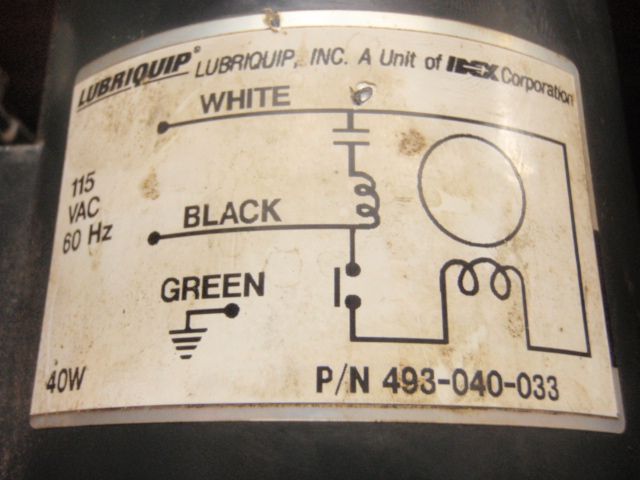 LUBRIQUIP® LUBRIQUIP, INC. A Unit of IDEX Corporation
WHITE
115
VAC
60 Hz
BLACK
GREEN
40W
P/N 493-040-033